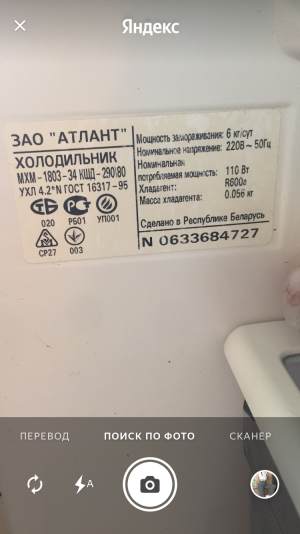 Яндекс
ЗАО "АТЛАНТ"
ХОЛОДИЛЬНИК
МХМ-1803-34 КШД-290\80
УХЛ 4.2*N ГОСТ 16317-95
020 РБ01 УП001
СР27 003
Мощность замораживания: 6 кг/сут
Номинальное напряжение: 220В ~ 50Гц
Номинальная
потребляемая мощность: 110 Вт
Хладагент: R600a
Масса хладагента: 0.056 кг
Сделано в Республике Беларусь
N 0633684727
ПЕРЕВОД ПОИСК ПО ФОТО СКАНЕР
A